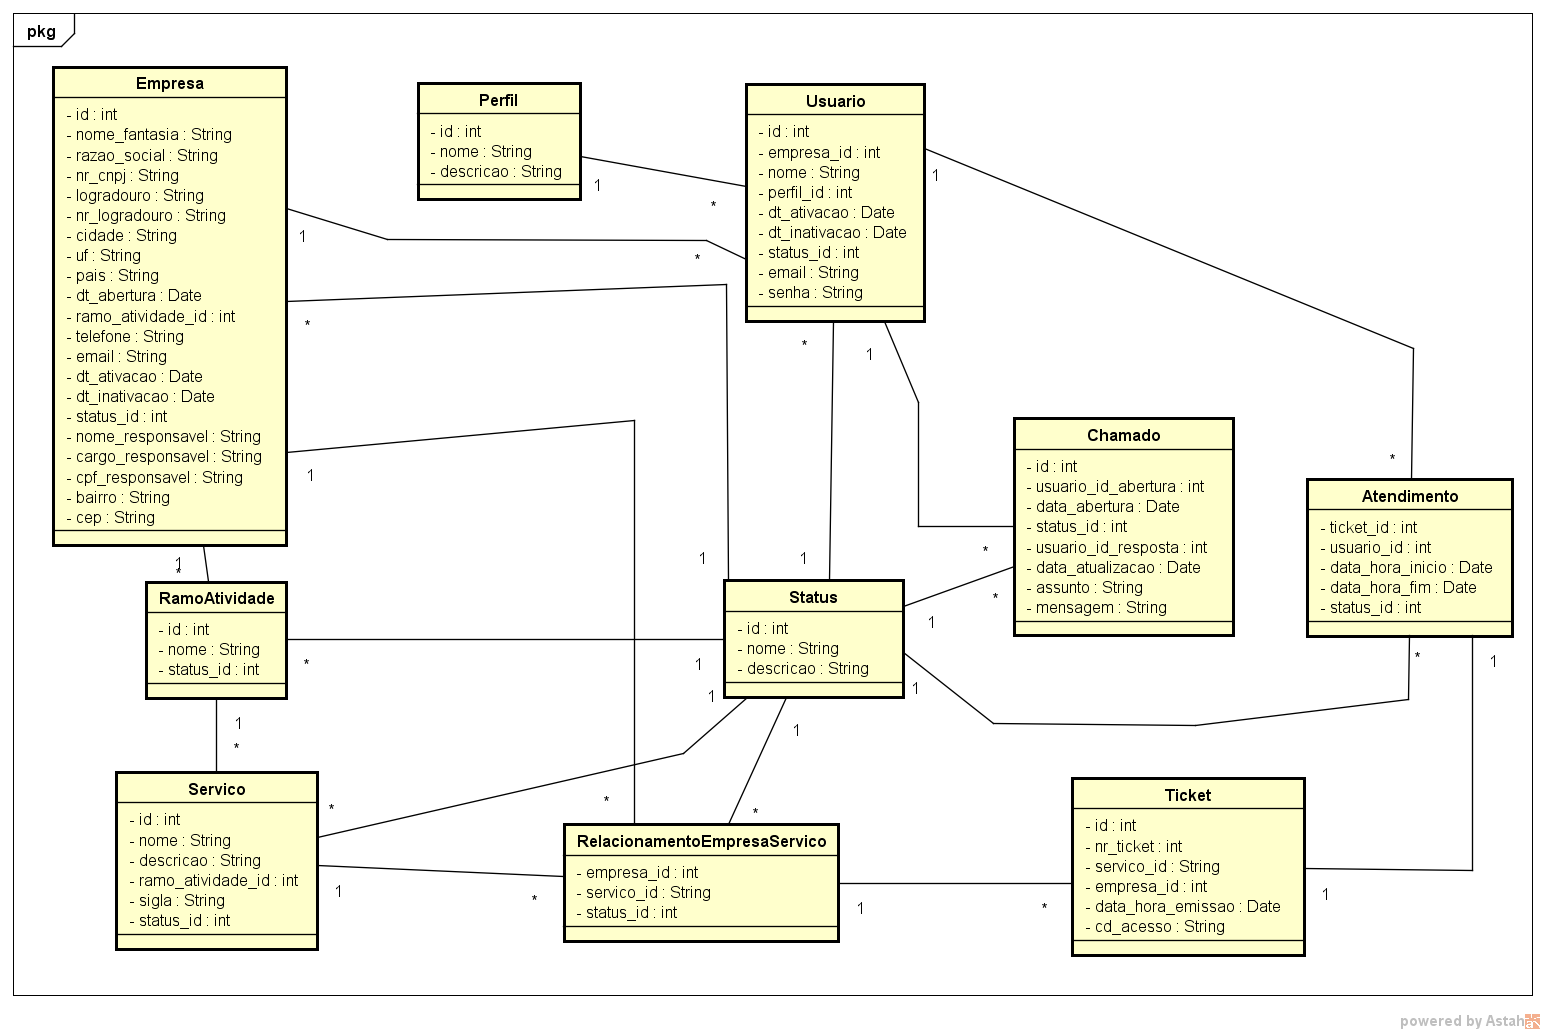 pkg
Empresa
- id : int
- nome_fantasia : String
- razao_social : String
- nr_cnpj : String
- logradouro : String
- nr_logradouro : String
- cidade : String
- uf : String
- pais : String
- dt_abertura : Date
- ramo_atividade_id : int
- telefone : String
- email : String
- dt_ativacao : Date
- dt_inativacao : Date
- status_id : int
- nome_responsavel : String
- cargo_responsavel : String
- cpf_responsavel : String
- bairro : String
- cep : String
Perfil
- id : int
- nome : String
- descricao : String
Usuario
- id : int
- empresa_id : int
- nome : String
- perfil_id : int
- dt_ativacao : Date
- dt_inativacao : Date
- status_id : int
- email : String
- senha : String
1
*
1
*
1
*
*
1
1
1
*
*
1
1
*
Chamado
- id : int
- usuario_id_abertura : int
- data_abertura : Date
- status_id : int
- usuario_id_resposta : int
- data_atualizacao : Date
- assunto : String
- mensagem : String
Atendimento
- ticket_id : int
- usuario_id : int
- data_hora_inicio : Date
- data_hora_fim : Date
- status_id : int
1
*
RamoAtividade
- id : int
- nome : String
- status_id : int
Status
- id : int
- nome : String
- descricao : String
*
1
*
1
1
1
1
*
1
1
*
*
*
*
Servico
- id : int
- nome : String
- descricao : String
- ramo_atividade_id : int
- sigla : String
- status_id : int
RelacionamentoEmpresaServico
- empresa_id : int
- servico_id : String
- status_id : int
Ticket
- id : int
- nr_ticket : int
- servico_id : String
- empresa_id : int
- data_hora_emissao : Date
- cd_acesso : String
1
*
1
*
1
powered by Astah